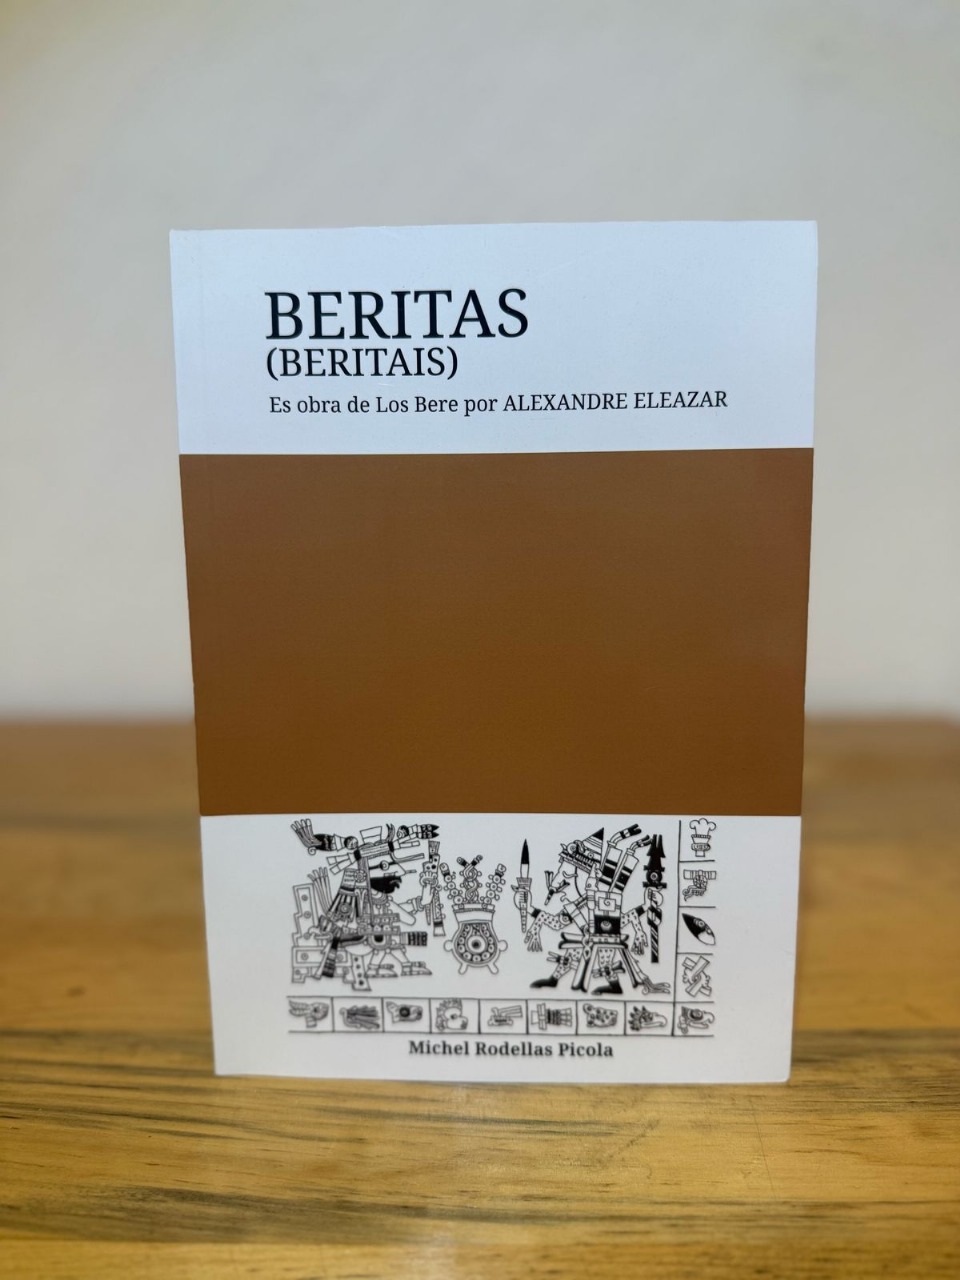 BERITAS
(BERITAIS)
Es obra de Los Bere por ALEXANDRE ELEAZAR
Michel Rodellas Picola